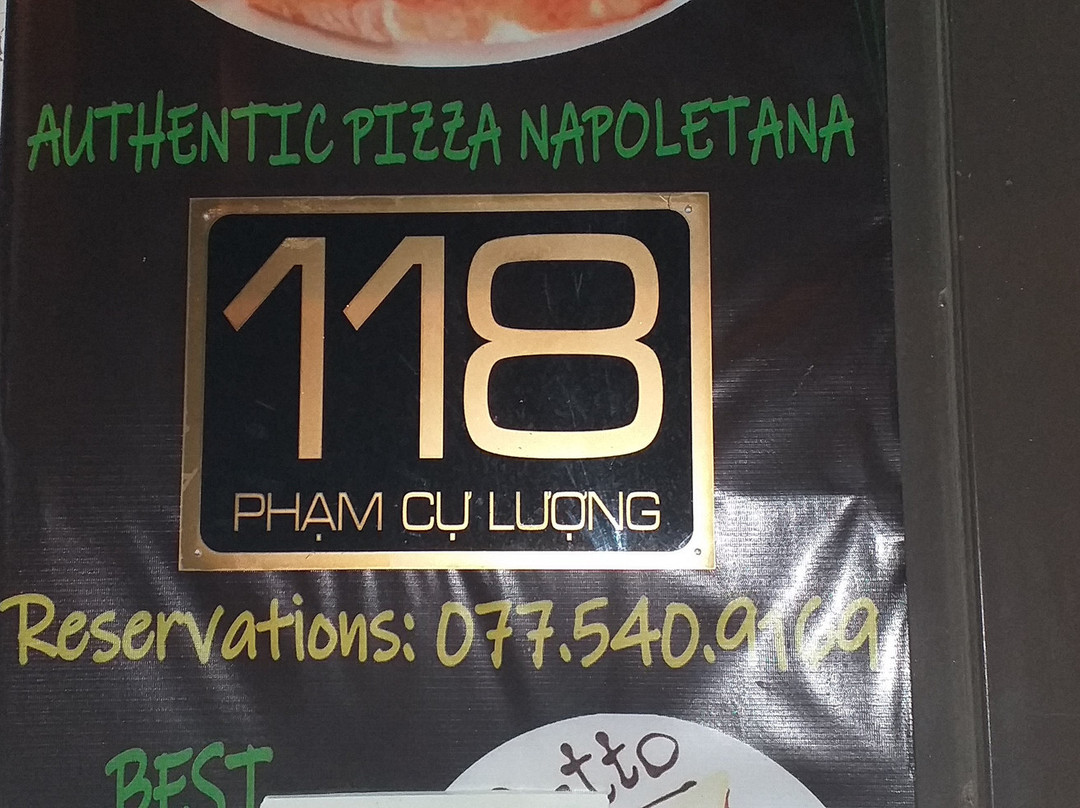 AUTHENTIC PIZZA NAPOLETANA
118
PHẠM CỰ LƯỢNG
Reservations: 077.540.9169
BEST